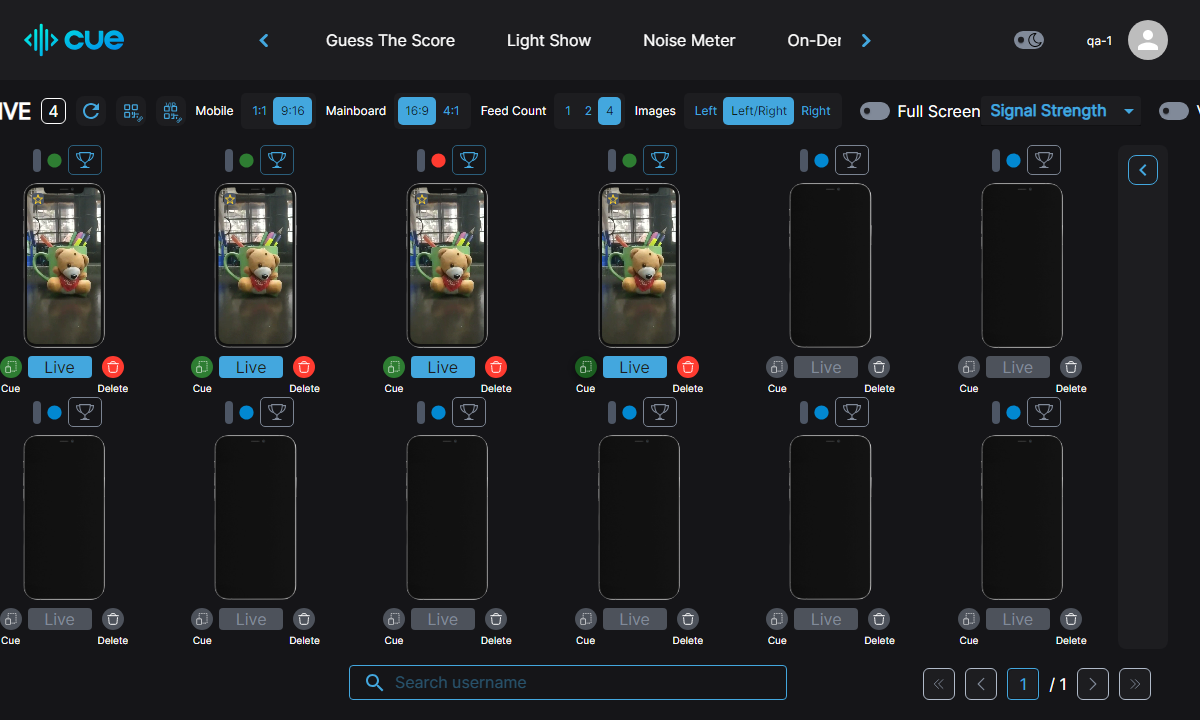 cue
Guess The Score
Light Show
Noise Meter
On-Der
qa-1
IVE 4 Mobile 1:1 9:16 Mainboard 16:9 4:1 Feed Count 1 2 4 Images Left Left/Right Right Full Screen Signal Strength
Live Live Live Live Live Live
Cue Delete Cue Delete Cue Delete Cue Delete Cue Delete Cue Delete
Live Live Live Live Live Live
Cue Delete Cue Delete Cue Delete Cue Delete Cue Delete Cue Delete
Search username
1 / 1